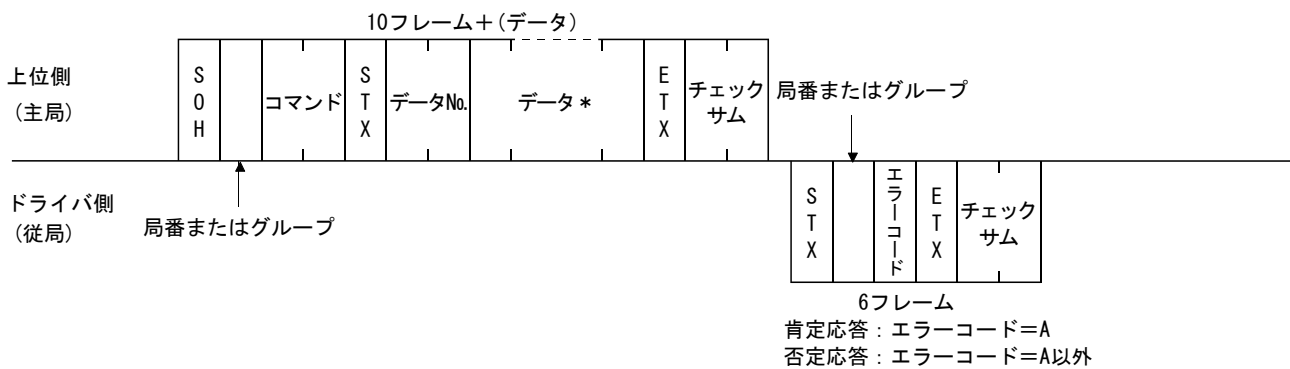 10フレーム＋(データ)
上位側
(主局)
SOH
コマンド
STX
データNo.
データ＊
ETX
チェック
サム
局番またはグループ
ドライバ側
(従局)
局番またはグループ
STX
エラーコード
ETX
チェック
サム
6フレーム
肯定応答：エラーコード＝A
否定応答：エラーコード＝A以外